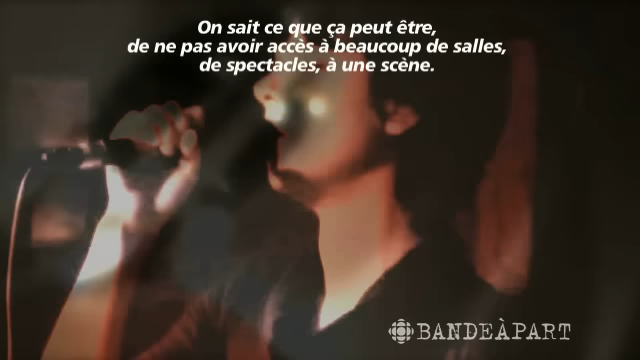 On sait ce que ça peut être,
de ne pas avoir accès à beaucoup de salles,
de spectacles, à une scène.
BANDEÀPART